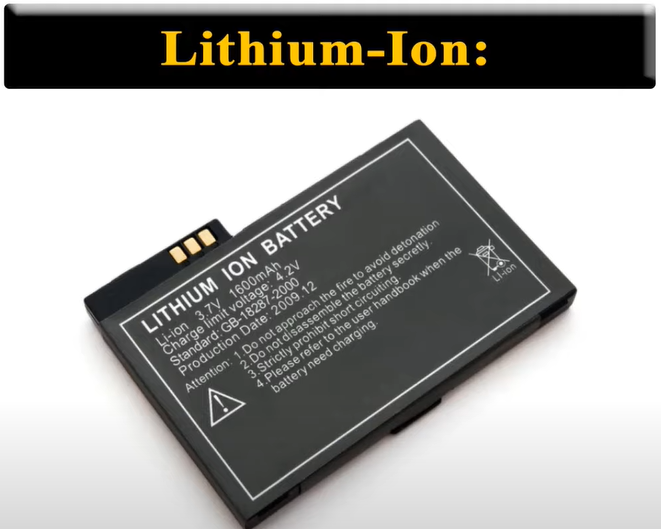 Lithium-Ion:
LITHIUM ION BATTERY
Li-ion 3.7V 1600mAh
Charge limit voltage: 4.2V
Standard: GB-18287-2000
Production Date: 2009.12
Attention: 1.Do not approach the fire to avoid detonation
2.Do not disassemble the battery secretly.
3.Strictly prohibit short circuiting.
4.Please refer to the user handbook when the
battery need charging.
Li-ion